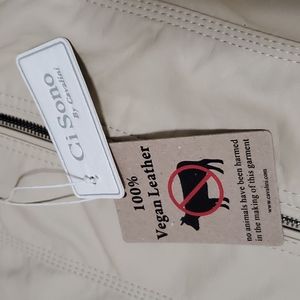 Ci Sono
By Cavalini
100%
Vegan Leather
no animals have been harmed
in the making of this garment
www.cavalini.com